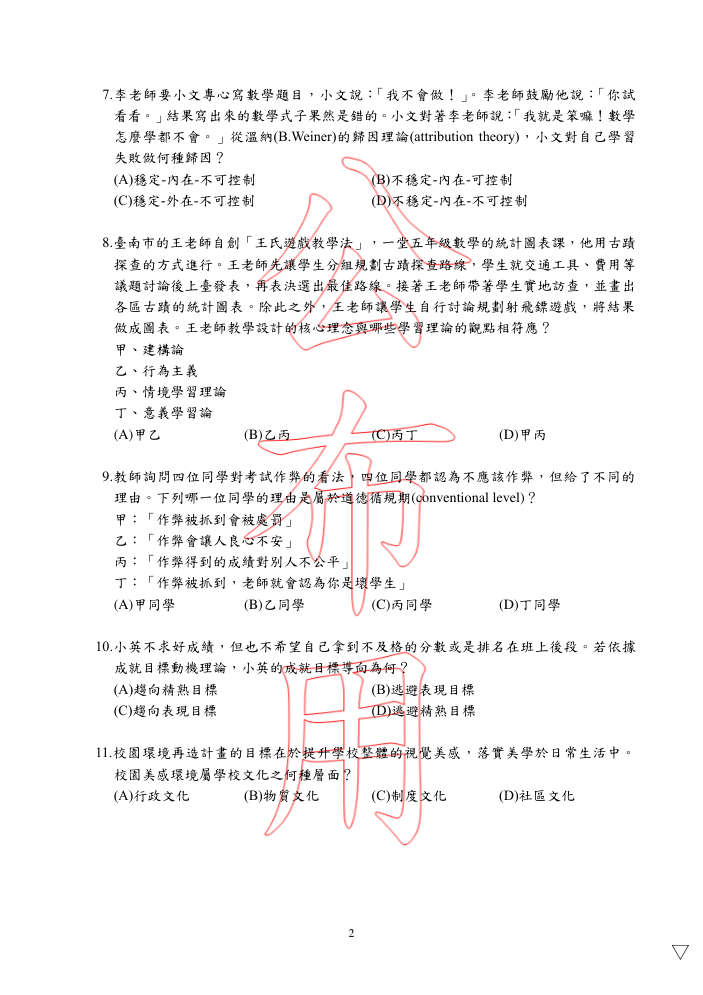 7.李老師要小文專心寫數學題目，小文說：「我不會做！」。李老師鼓勵他說：「你試
看看。」結果寫出來的數學式子果然是錯的。小文對著李老師說：「我就是笨嘛！數學
怎麼學都不會。」從溫納(B.Weiner)的歸因理論(attribution theory)，小文對自己學習
失敗做何種歸因？
(A)穩定-內在-不可控制 (B)不穩定-內在-可控制
(C)穩定-外在-不可控制 (D)不穩定-內在-不可控制
8.臺南市的王老師自創「王氏遊戲教學法」，一堂五年級數學的統計圖表課，他用古蹟
探查的方式進行。王老師先讓學生分組規劃古蹟探查路線，學生就交通工具、費用等
議題討論後上臺發表，再表決選出最佳路線。接著王老師帶著學生實地訪查，並畫出
各區古蹟的統計圖表。除此之外，王老師讓學生自行討論規劃射飛鏢遊戲，將結果
做成圖表。王老師教學設計的核心理念與哪些學習理論的觀點相符應？
甲、建構論
乙、行為主義
丙、情境學習理論
丁、意義學習論
(A)甲乙 (B)乙丙 (C)丙丁 (D)甲丙
9.教師詢問四位同學對考試作弊的看法，四位同學都認為不應該作弊，但給了不同的
理由。下列哪一位同學的理由是屬於道德循規期(conventional level)？
甲：「作弊被抓到會被處罰」
乙：「作弊會讓人良心不安」
丙：「作弊得到的成績對別人不公平」
丁：「作弊被抓到，老師就會認為你是壞學生」
(A)甲同學 (B)乙同學 (C)丙同學 (D)丁同學
10.小英不求好成績，但也不希望自己拿到不及格的分數或是排名在班上後段。若依據
成就目標動機理論，小英的成就目標導向為何？
(A)趨向精熟目標 (B)逃避表現目標
(C)趨向表現目標 (D)逃避精熟目標
11.校園環境再造計畫的目標在於提升學校整體的視覺美感，落實美學於日常生活中。
校園美感環境屬學校文化之何種層面？
(A)行政文化 (B)物質文化 (C)制度文化 (D)社區文化
公布用
2